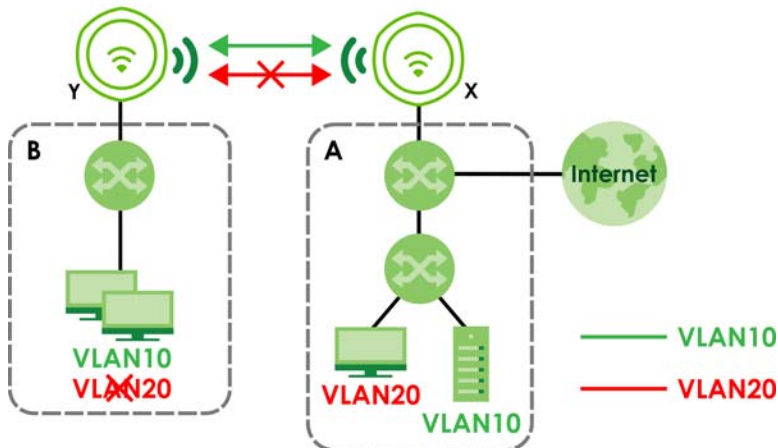 Y
X
B
A
Internet
VLAN10
VLAN20
VLAN20
VLAN10
VLAN10
VLAN20